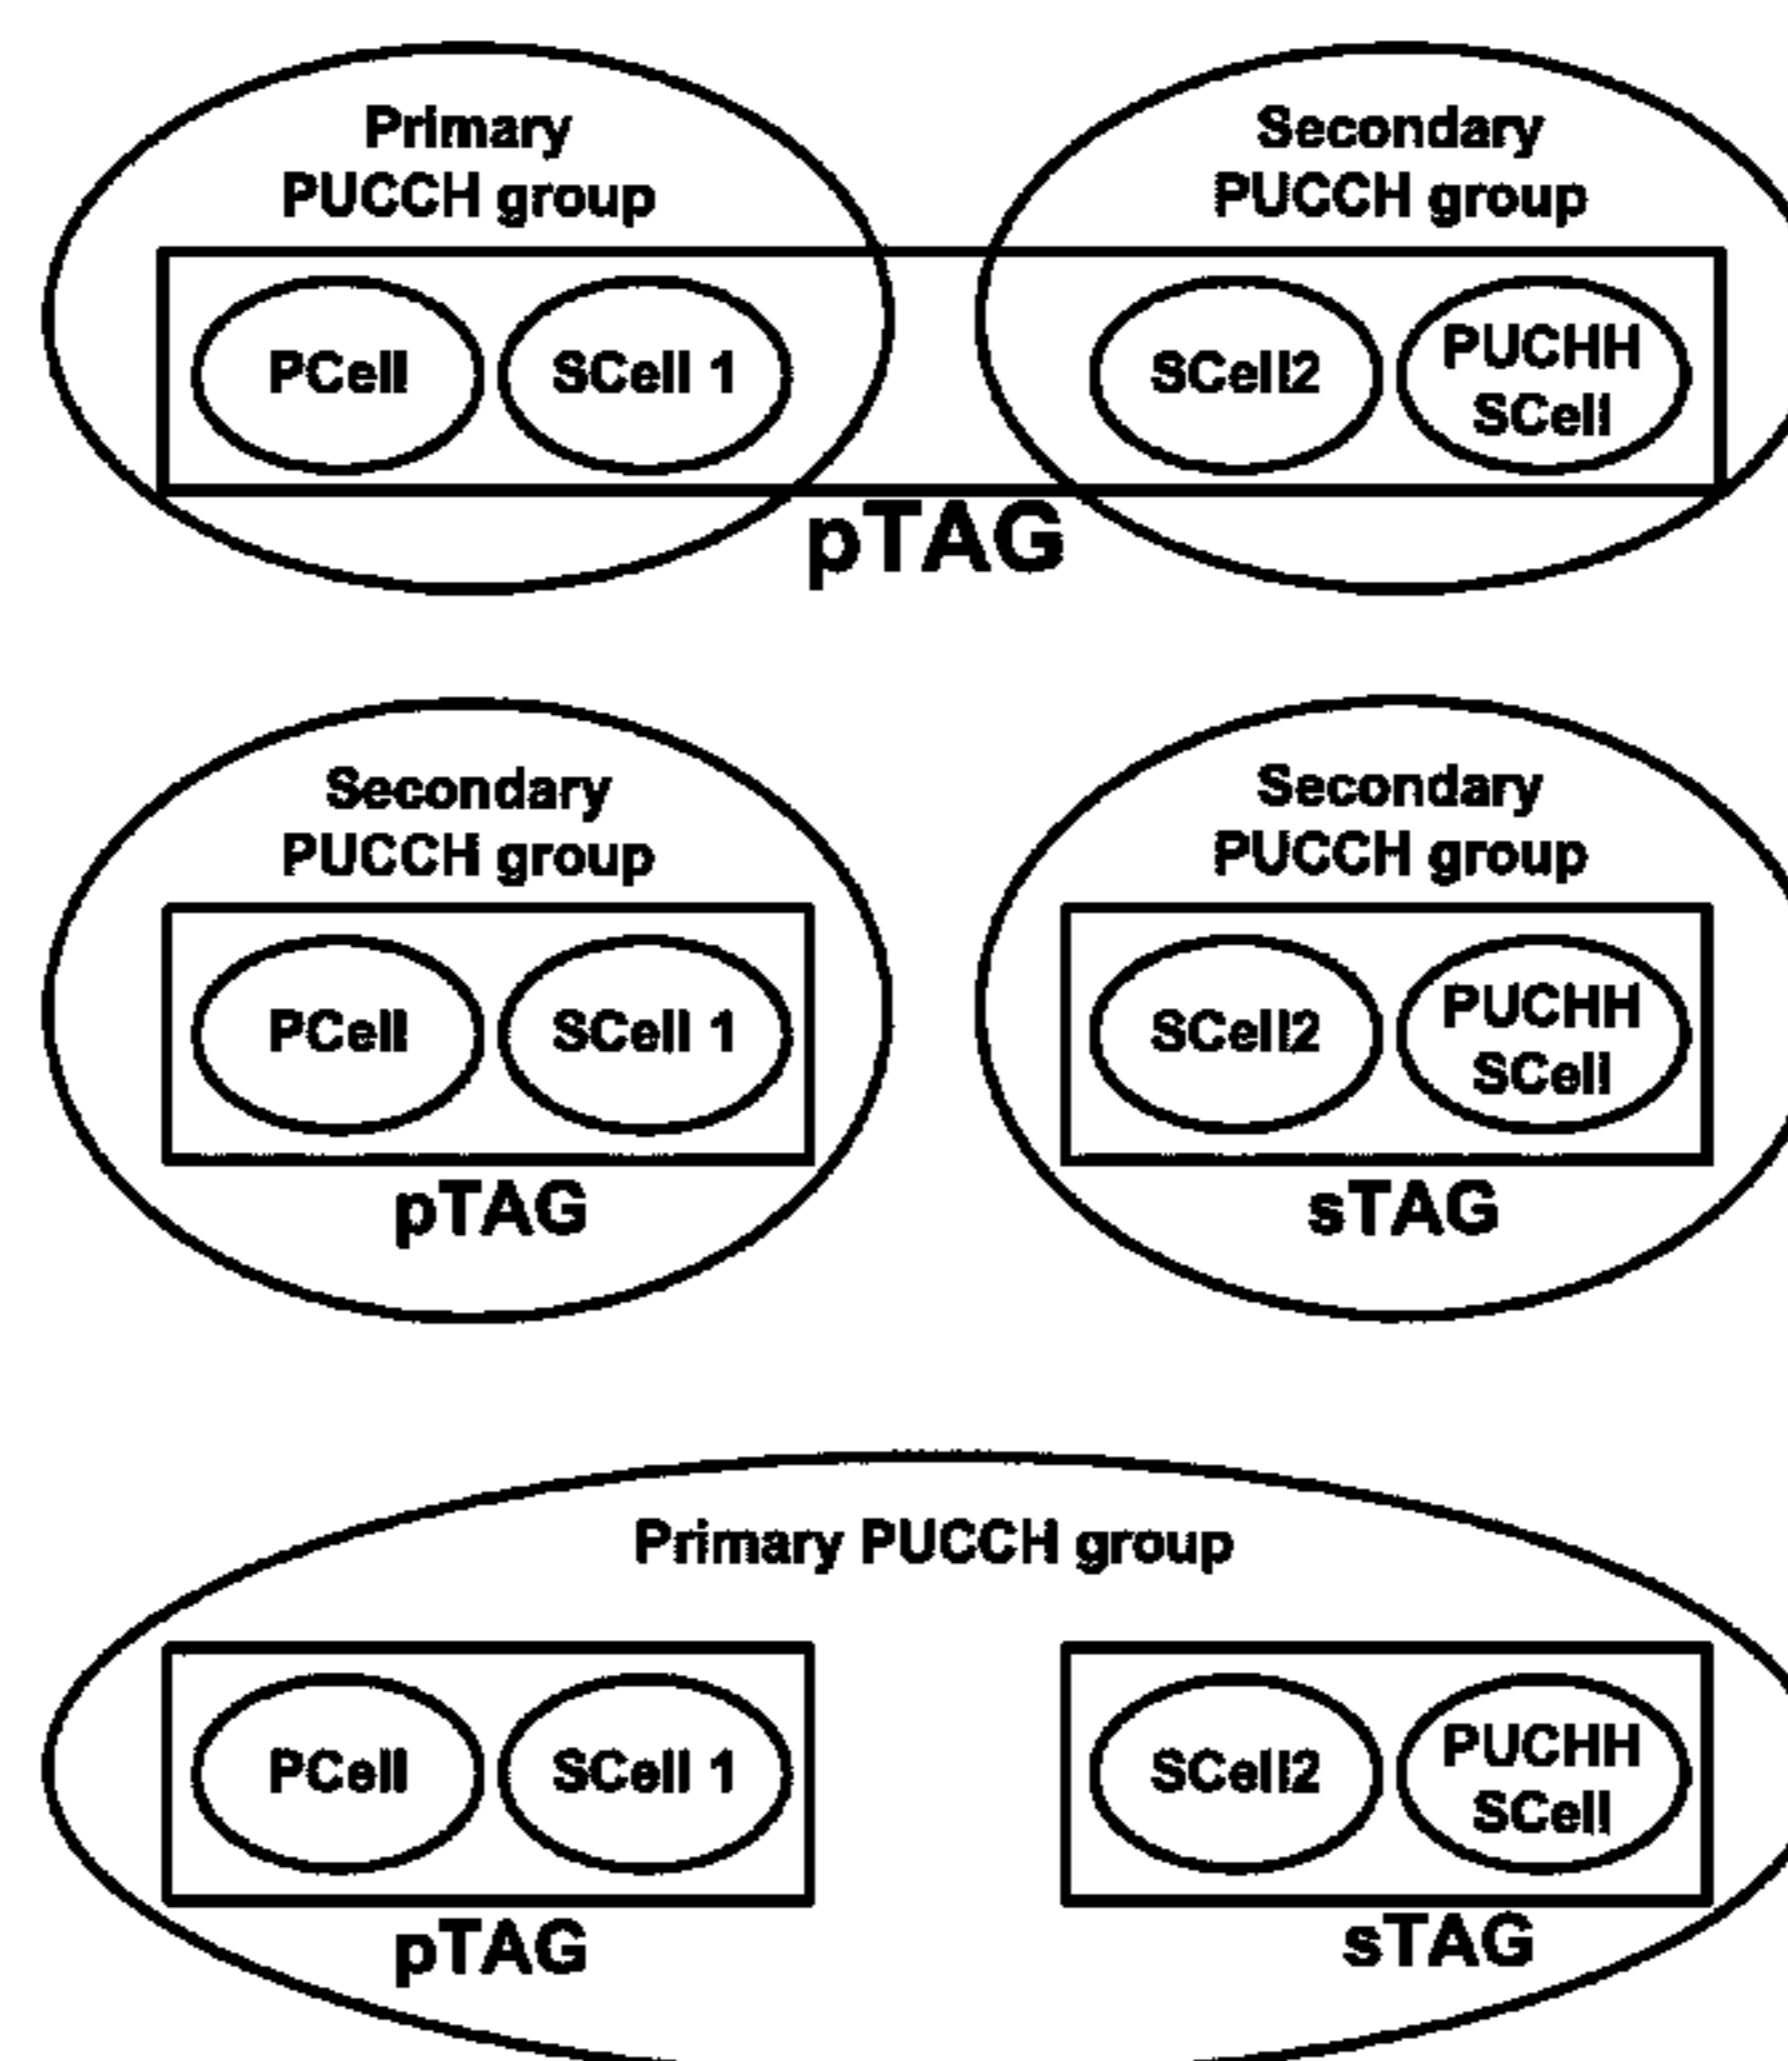 Primary
PUCCH group
Secondary
PUCCH group
PCell
SCell 1
SCell2
PUCHH
SCell
pTAG
Secondary
PUCCH group
Secondary
PUCCH group
PCell
SCell 1
SCell2
PUCHH
SCell
pTAG
sTAG
Primary PUCCH group
PCell
SCell 1
SCell2
PUCHH
SCell
pTAG
sTAG